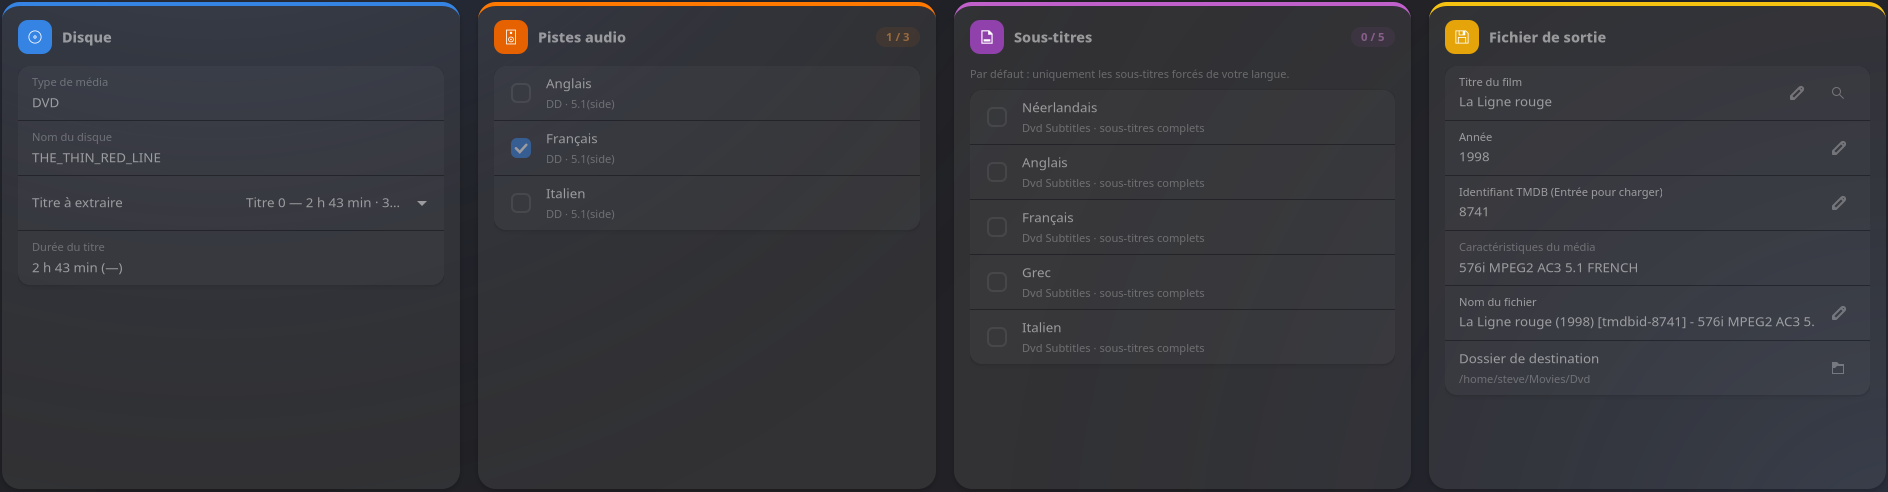 Disque
Type de média
DVD
Nom du disque
THE_THIN_RED_LINE
Titre à extraire
Titre 0 — 2 h 43 min · 3...
Durée du titre
2 h 43 min (—)
Pistes audio
1 / 3
Anglais
DD · 5.1(side)
Français
DD · 5.1(side)
Italien
DD · 5.1(side)
Sous-titres
0 / 5
Par défaut : uniquement les sous-titres forcés de votre langue.
Néerlandais
Dvd Subtitles · sous-titres complets
Anglais
Dvd Subtitles · sous-titres complets
Français
Dvd Subtitles · sous-titres complets
Grec
Dvd Subtitles · sous-titres complets
Italien
Dvd Subtitles · sous-titres complets
Fichier de sortie
Titre du film
La Ligne rouge
Année
1998
Identifiant TMDB (Entrée pour charger)
8741
Caractéristiques du média
576i MPEG2 AC3 5.1 FRENCH
Nom du fichier
La Ligne rouge (1998) [tmdbid-8741] - 576i MPEG2 AC3 5.
Dossier de destination
/home/steve/Movies/Dvd